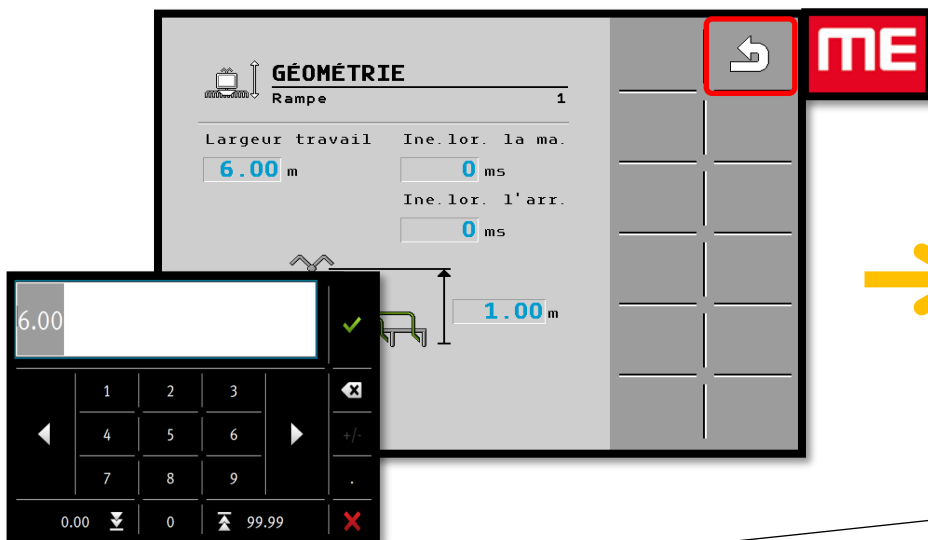 ME
GÉOMÉTRIE
Rampe 1
Largeur travail Ine.lor. la ma.
6.00 m 0 ms
Ine.lor. l'arr.
0 ms
1.00 m
6.00
1 2 3
4 5 6 +/-
7 8 9 .
0.00 0 99.99